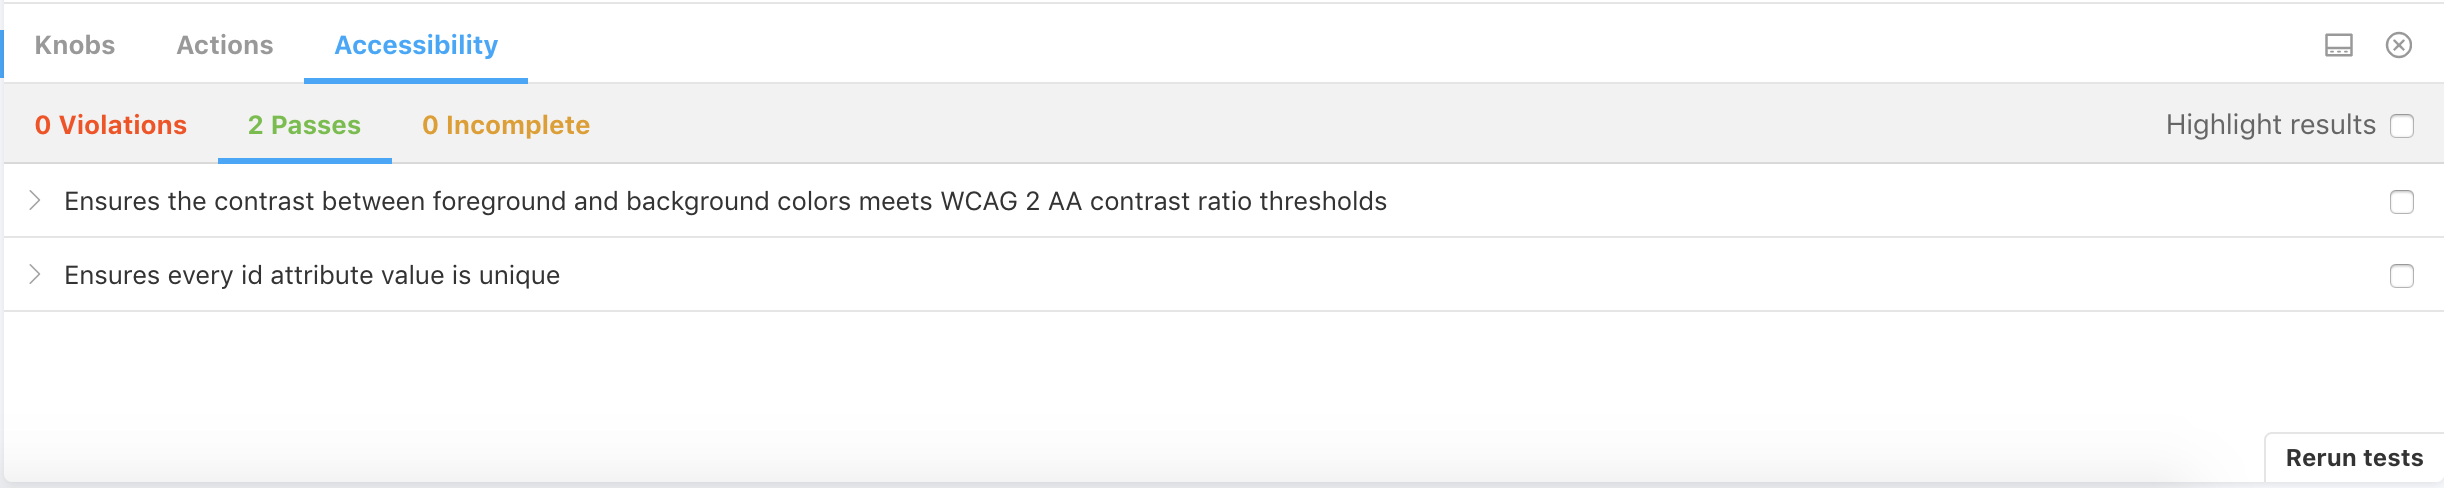 Knobs Actions Accessibility
0 Violations 2 Passes 0 Incomplete Highlight results
Ensures the contrast between foreground and background colors meets WCAG 2 AA contrast ratio thresholds
Ensures every id attribute value is unique
Rerun tests